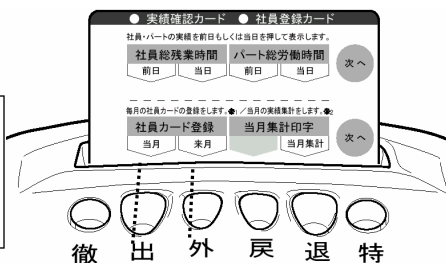 ● 実績確認カード ● 社員登録カード
社員・パートの実績を前日もしくは当日を押して表示します。
社員総残業時間 パート総労働時間
前日 当日 前日 当日 次へ
毎月の社員カードの登録をします。※1／当月の実績集計をします。※2
社員カード登録 当月集計印字
当月 来月 当月集計 次へ
徹 出 外 戻 退 特